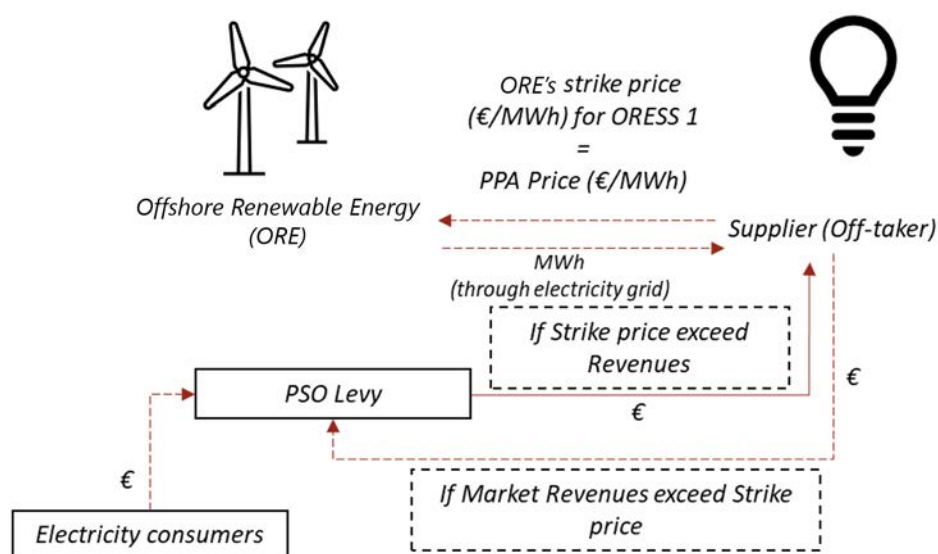 ORE's strike price
(€/MWh) for ORESS 1
=
PPA Price (€/MWh)
Offshore Renewable Energy
(ORE)
Supplier (Off-taker)
MWh
(through electricity grid)
If Strike price exceed
Revenues
PSO Levy
€
€
€
If Market Revenues exceed Strike
price
Electricity consumers